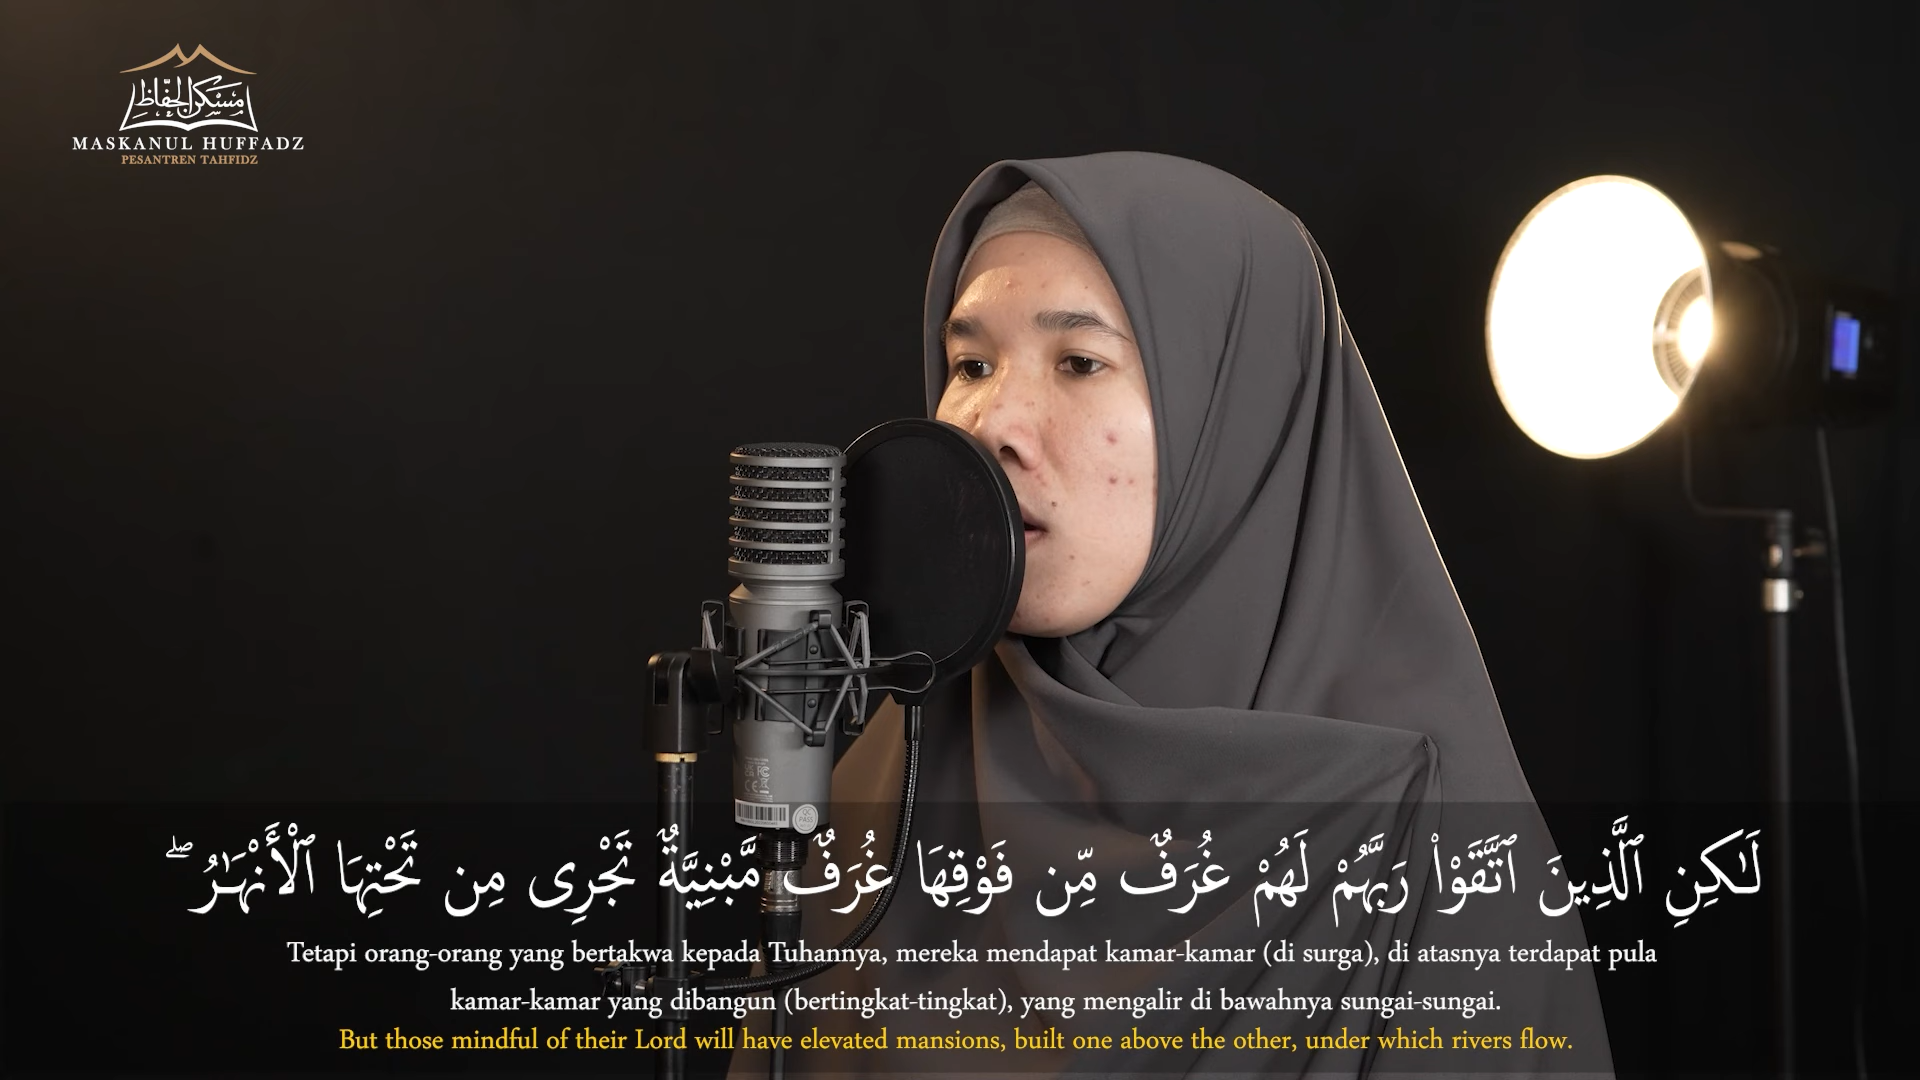 مسكن الحفاظ
MASKANUL HUFFADZ
PESANTREN TAHFIDZ
QC
PASS
لَـٰكِنِ ٱلَّذِينَ ٱتَّقَوْا۟ رَبَّهُمْ لَهُمْ غُرَفٌ مِّن فَوْقِهَا غُرَفٌ مَّبْنِيَّةٌ تَجْرِى مِن تَحْتِهَا ٱلْأَنْهَـٰرُ ۖ
Tetapi orang-orang yang bertakwa kepada Tuhannya, mereka mendapat kamar-kamar (di surga), di atasnya terdapat pula
kamar-kamar yang dibangun (bertingkat-tingkat), yang mengalir di bawahnya sungai-sungai.
But those mindful of their Lord will have elevated mansions, built one above the other, under which rivers flow.